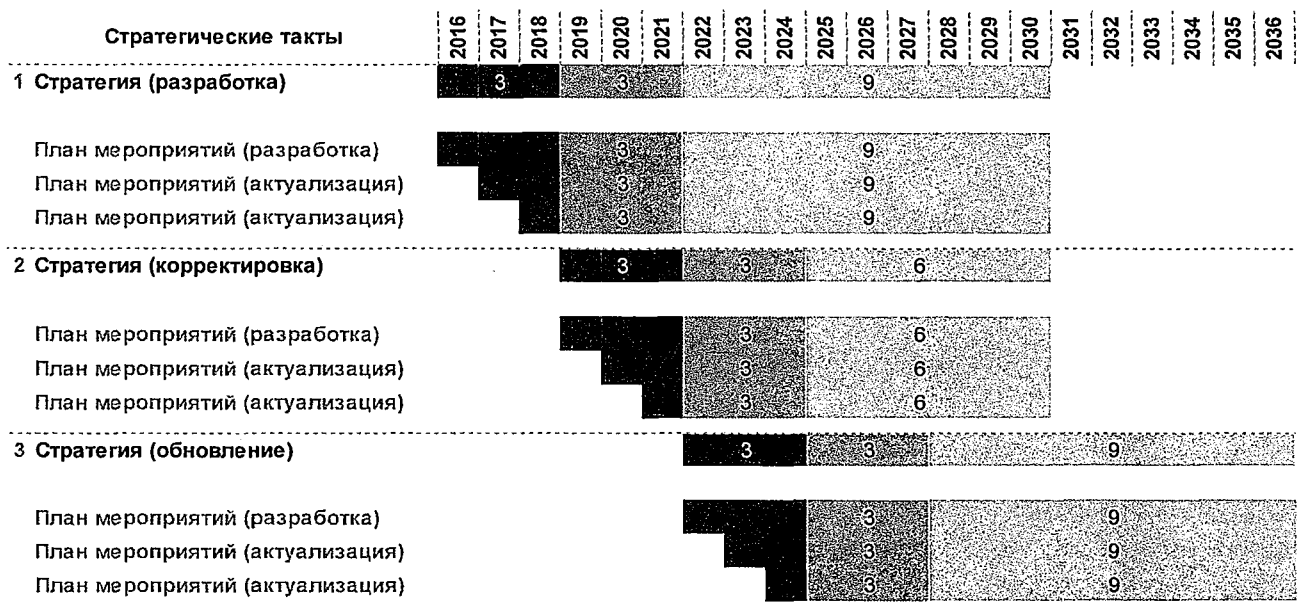 Стратегические такты 2016 2017 2018 2019 2020 2021 2022 2023 2024 2025 2026 2027 2028 2029 2030 2031 2032 2033 2034 2035 2036
1 Стратегия (разработка) 3 3 9
План мероприятий (разработка) 3 9
План мероприятий (актуализация) 3 9
План мероприятий (актуализация) 3 9
2 Стратегия (корректировка) 3 3 6
План мероприятий (разработка) 3 6
План мероприятий (актуализация) 3 6
План мероприятий (актуализация) 3 6
3 Стратегия (обновление) 3 3 9
План мероприятий (разработка) 3 9
План мероприятий (актуализация) 3 9
План мероприятий (актуализация) 3 9